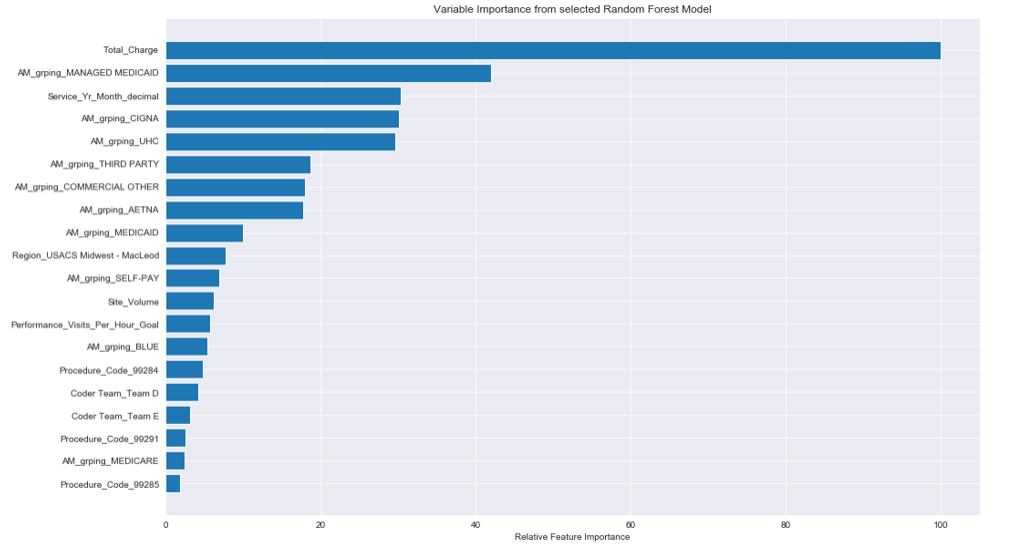 Variable Importance from selected Random Forest Model
Total_Charge
AM_grping_MANAGED MEDICAID
Service_Yr_Month_decimal
AM_grping_CIGNA
AM_grping_UHC
AM_grping_THIRD PARTY
AM_grping_COMMERCIAL OTHER
AM_grping_AETNA
AM_grping_MEDICAID
Region_USACS Midwest - MacLeod
AM_grping_SELF-PAY
Site_Volume
Performance_Visits_Per_Hour_Goal
AM_grping_BLUE
Procedure_Code_99284
Coder Team_Team D
Coder Team_Team E
Procedure_Code_99291
AM_grping_MEDICARE
Procedure_Code_99285
0 20 40 60 80 100
Relative Feature Importance